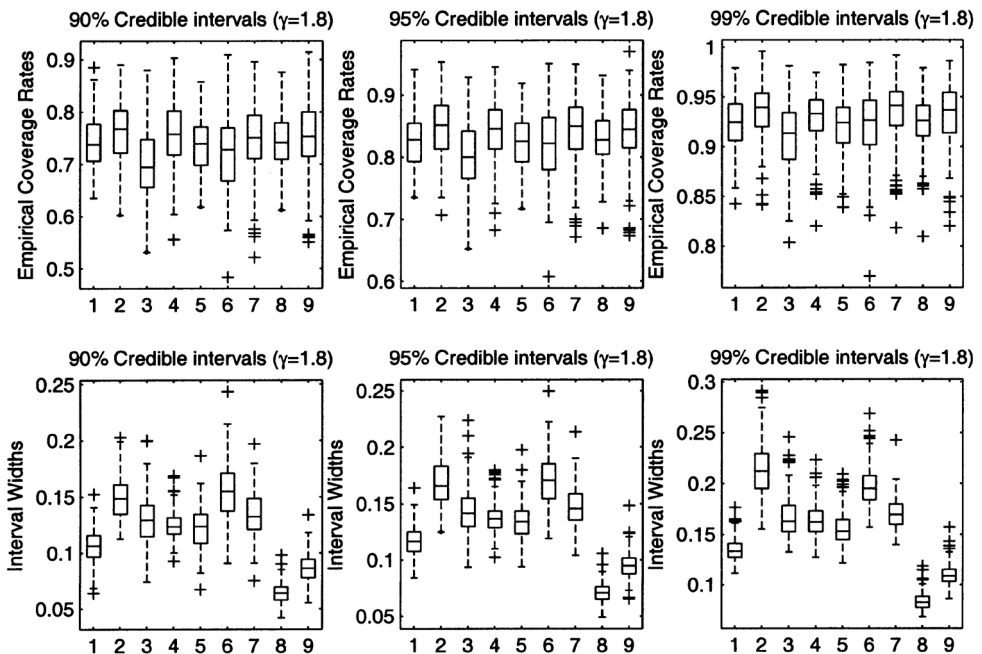 90% Credible intervals (γ=1.8)
Empirical Coverage Rates
0.9
0.8
0.7
0.6
0.5
1 2 3 4 5 6 7 8 9
95% Credible intervals (γ=1.8)
Empirical Coverage Rates
0.9
0.8
0.7
0.6
1 2 3 4 5 6 7 8 9
99% Credible intervals (γ=1.8)
Empirical Coverage Rates
1
0.95
0.9
0.85
0.8
1 2 3 4 5 6 7 8 9
90% Credible intervals (γ=1.8)
Interval Widths
0.25
0.2
0.15
0.1
0.05
1 2 3 4 5 6 7 8 9
95% Credible intervals (γ=1.8)
Interval Widths
0.25
0.2
0.15
0.1
0.05
1 2 3 4 5 6 7 8 9
99% Credible intervals (γ=1.8)
Interval Widths
0.3
0.25
0.2
0.15
0.1
1 2 3 4 5 6 7 8 9